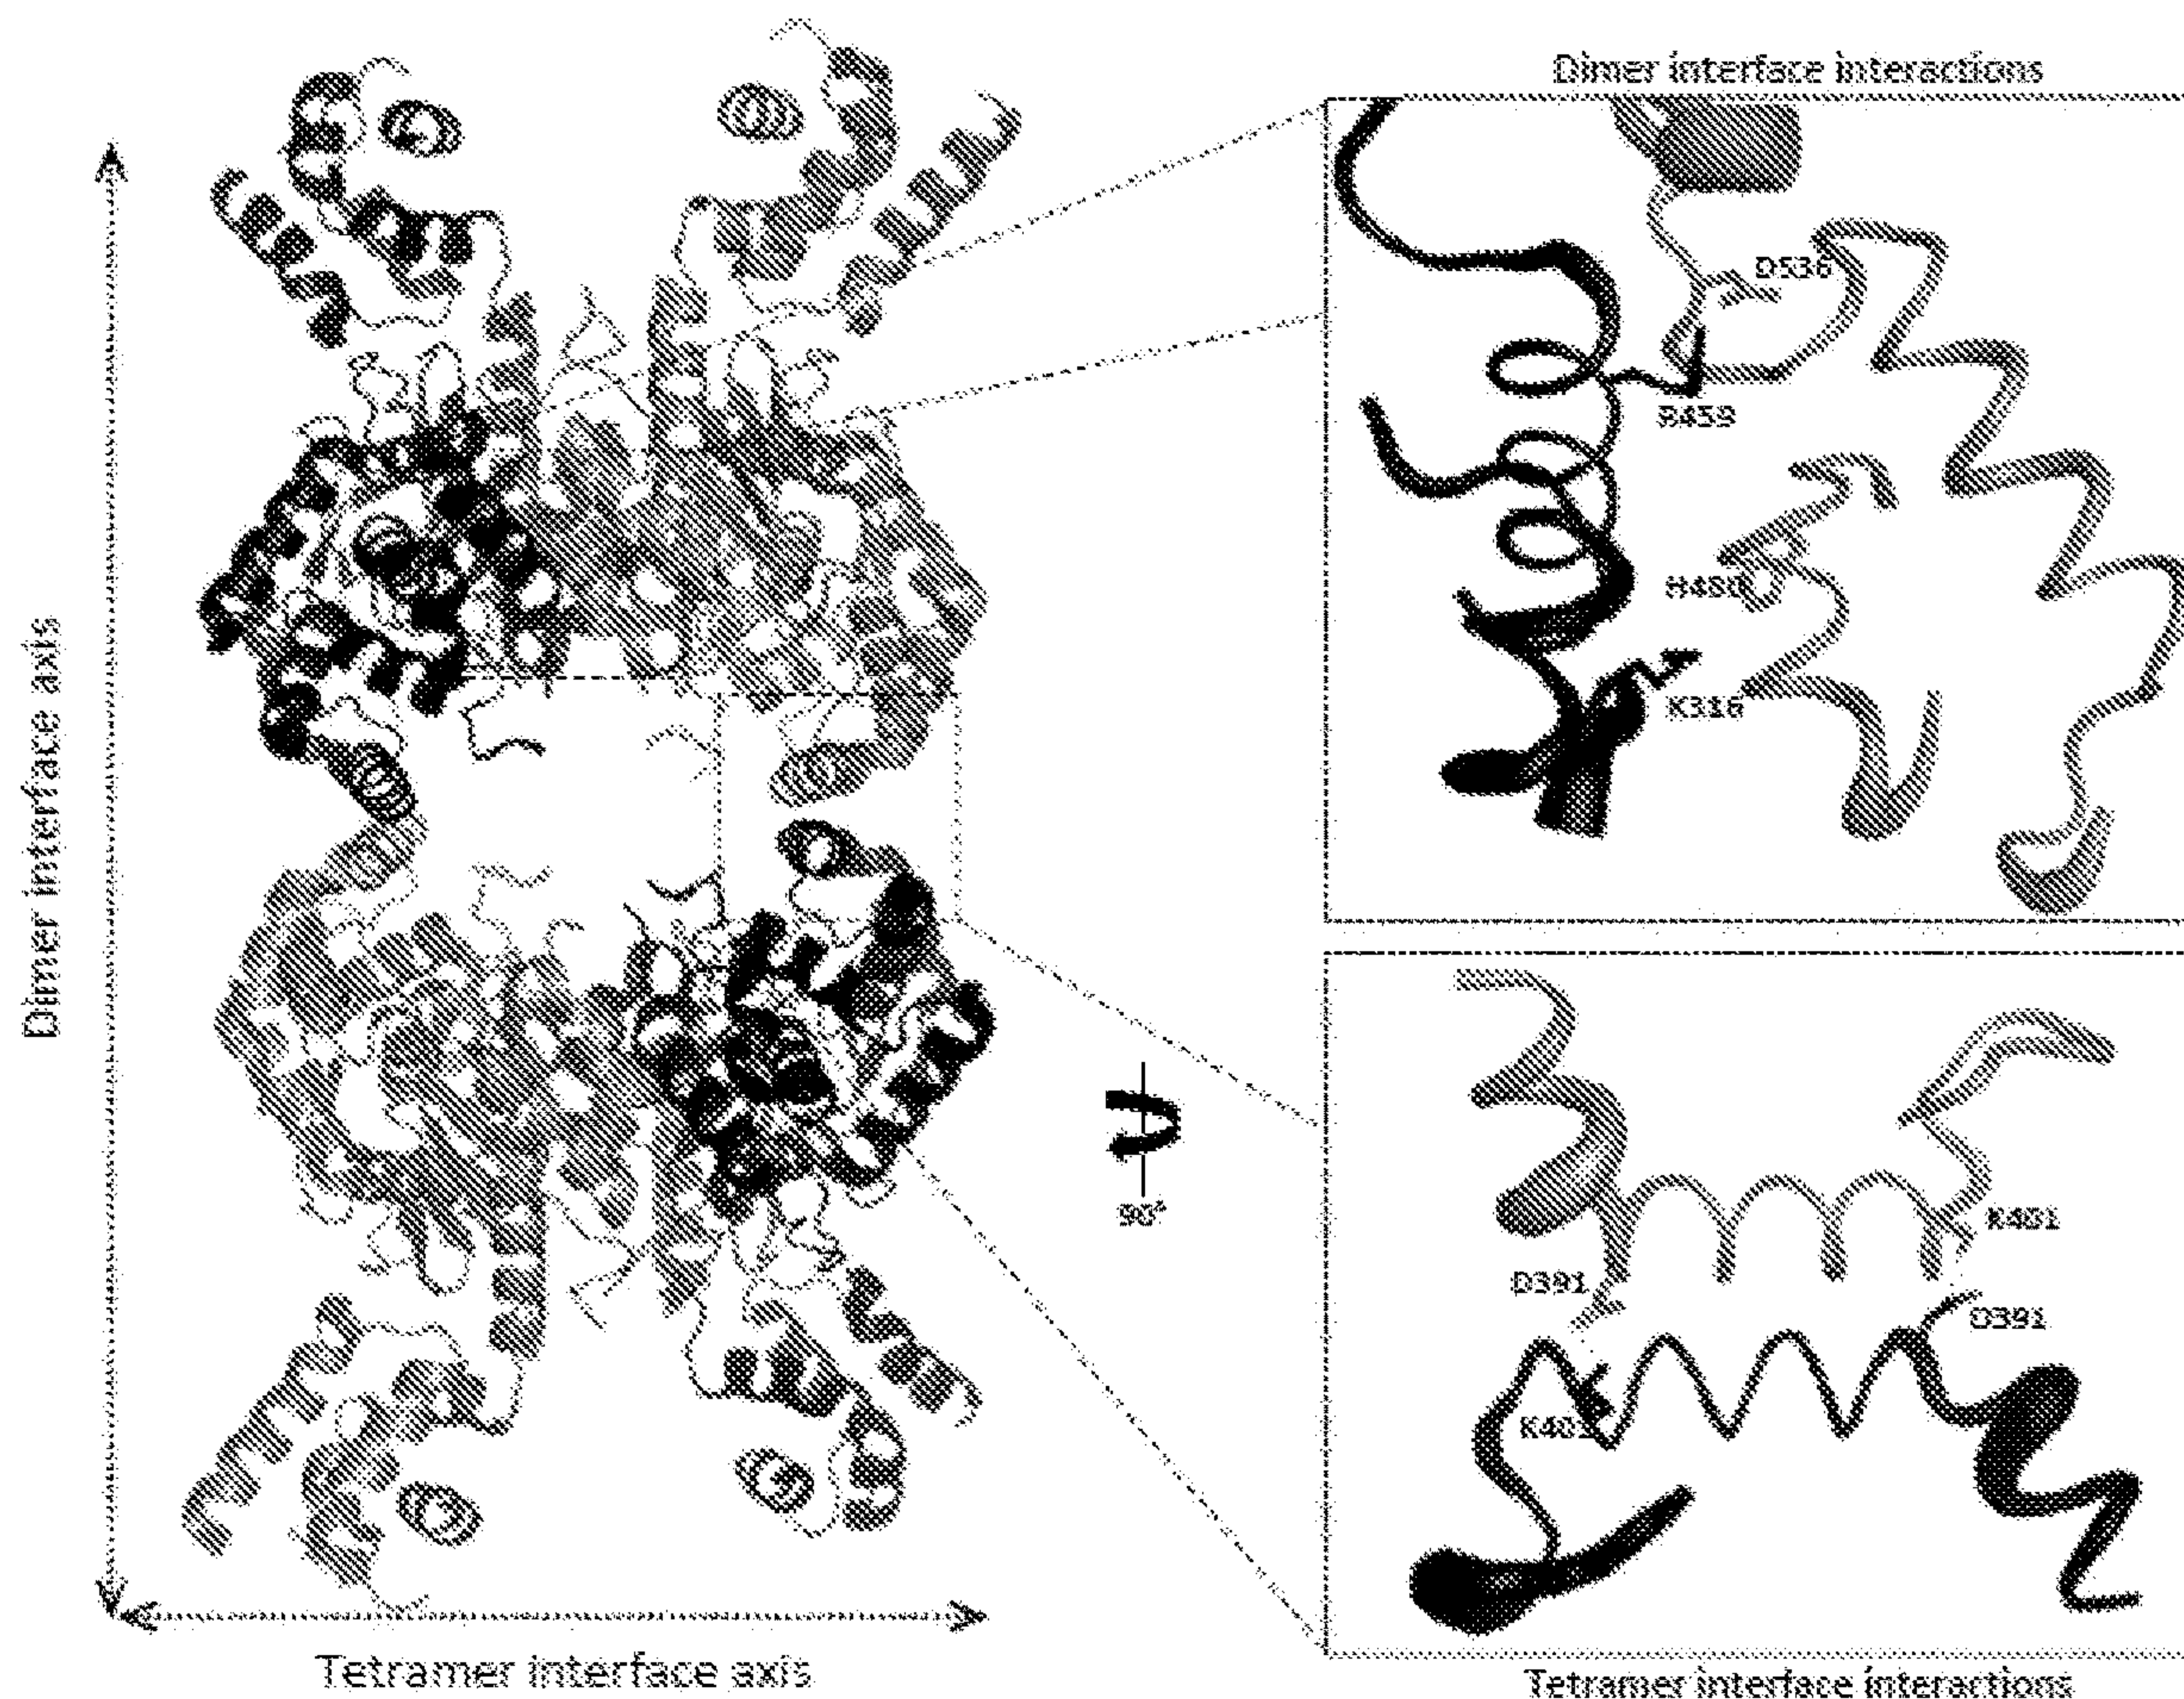 Dimer interface interactions
D536
R459
H480
K316
Dimer interface axis
90°
K401
D391
D391
K401
Tetramer interface axis
Tetramer interface interactions